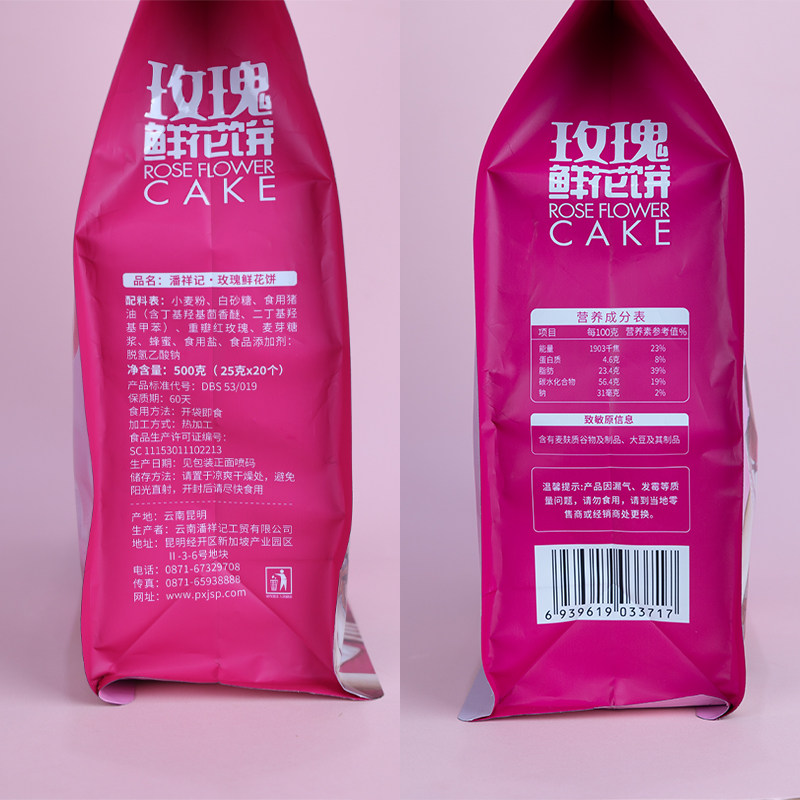 玫瑰
鲜花饼
ROSE FLOWER
CAKE
品名：潘祥记·玫瑰鲜花饼
配料表：小麦粉、白砂糖、食用猪
油（含丁基羟基茴香醚、二丁基羟
基甲苯）、重瓣红玫瑰、麦芽糖
浆、蜂蜜、食用盐、食品添加剂：
脱氢乙酸钠
净含量：500克（25克x20个）
产品标准代号：DBS 53/019
保质期：60天
食用方法：开袋即食
加工方式：热加工
食品生产许可证编号：
SC 11153011102213
生产日期：见包装正面喷码
储存方法：请置于凉爽干燥处，避免
阳光直射，开封后请尽快食用
产地：云南昆明
生产者：云南潘祥记工贸有限公司
地址：昆明经开区新加坡产业园区
II-3-6号地块
电话：0871-67329708
传真：0871-65938888
网址：www.pxjsp.com
玫瑰
鲜花饼
ROSE FLOWER
CAKE
营养成分表
项目 每100克 营养素参考值%
能量 1903千焦 23%
蛋白质 4.6克 8%
脂肪 23.4克 39%
碳水化合物 56.4克 19%
钠 31毫克 2%
致敏原信息
含有麦麸质谷物及制品、大豆及其制品
温馨提示:产品因漏气、发霉等质
量问题，请勿食用，请到当地零
售商或经销商处更换。
6 939619 033717